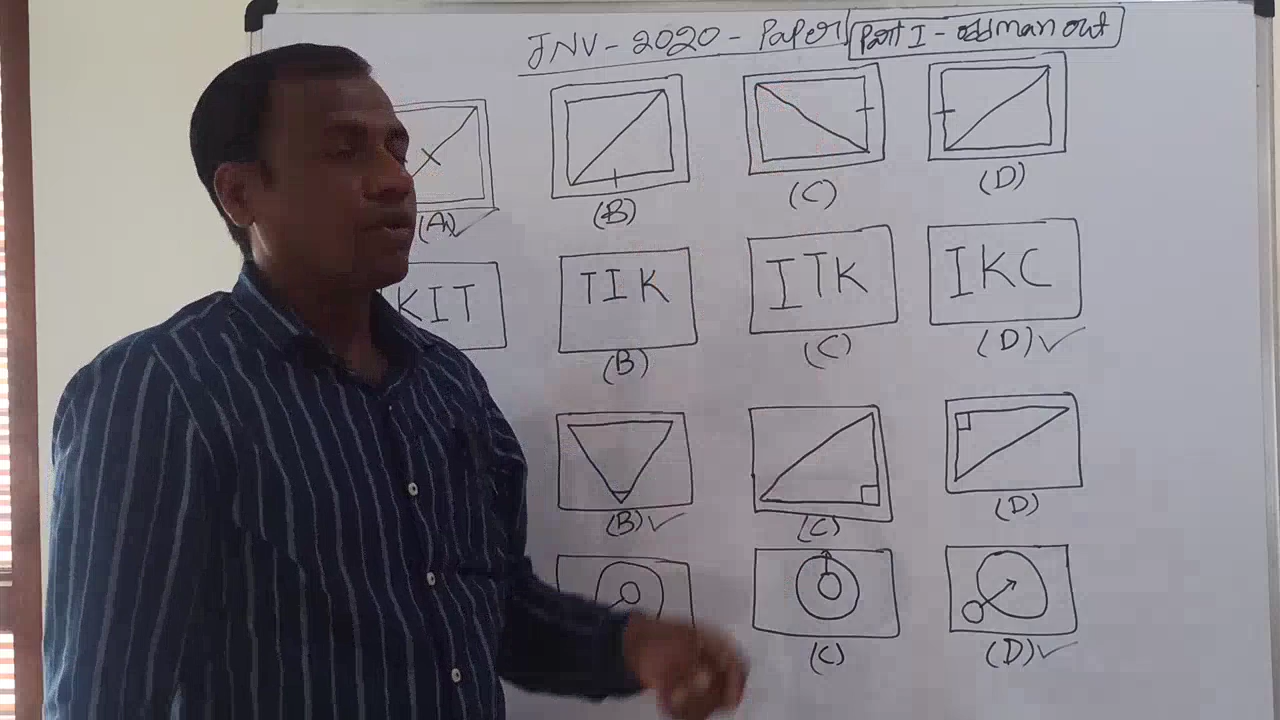 JNV - 2020 - Paper Part I - odd man out
(A) (B) (C) (D)
KIT TIK ITK IKC
(B) (C) (D)
(B) (C) (D)
(C) (D)